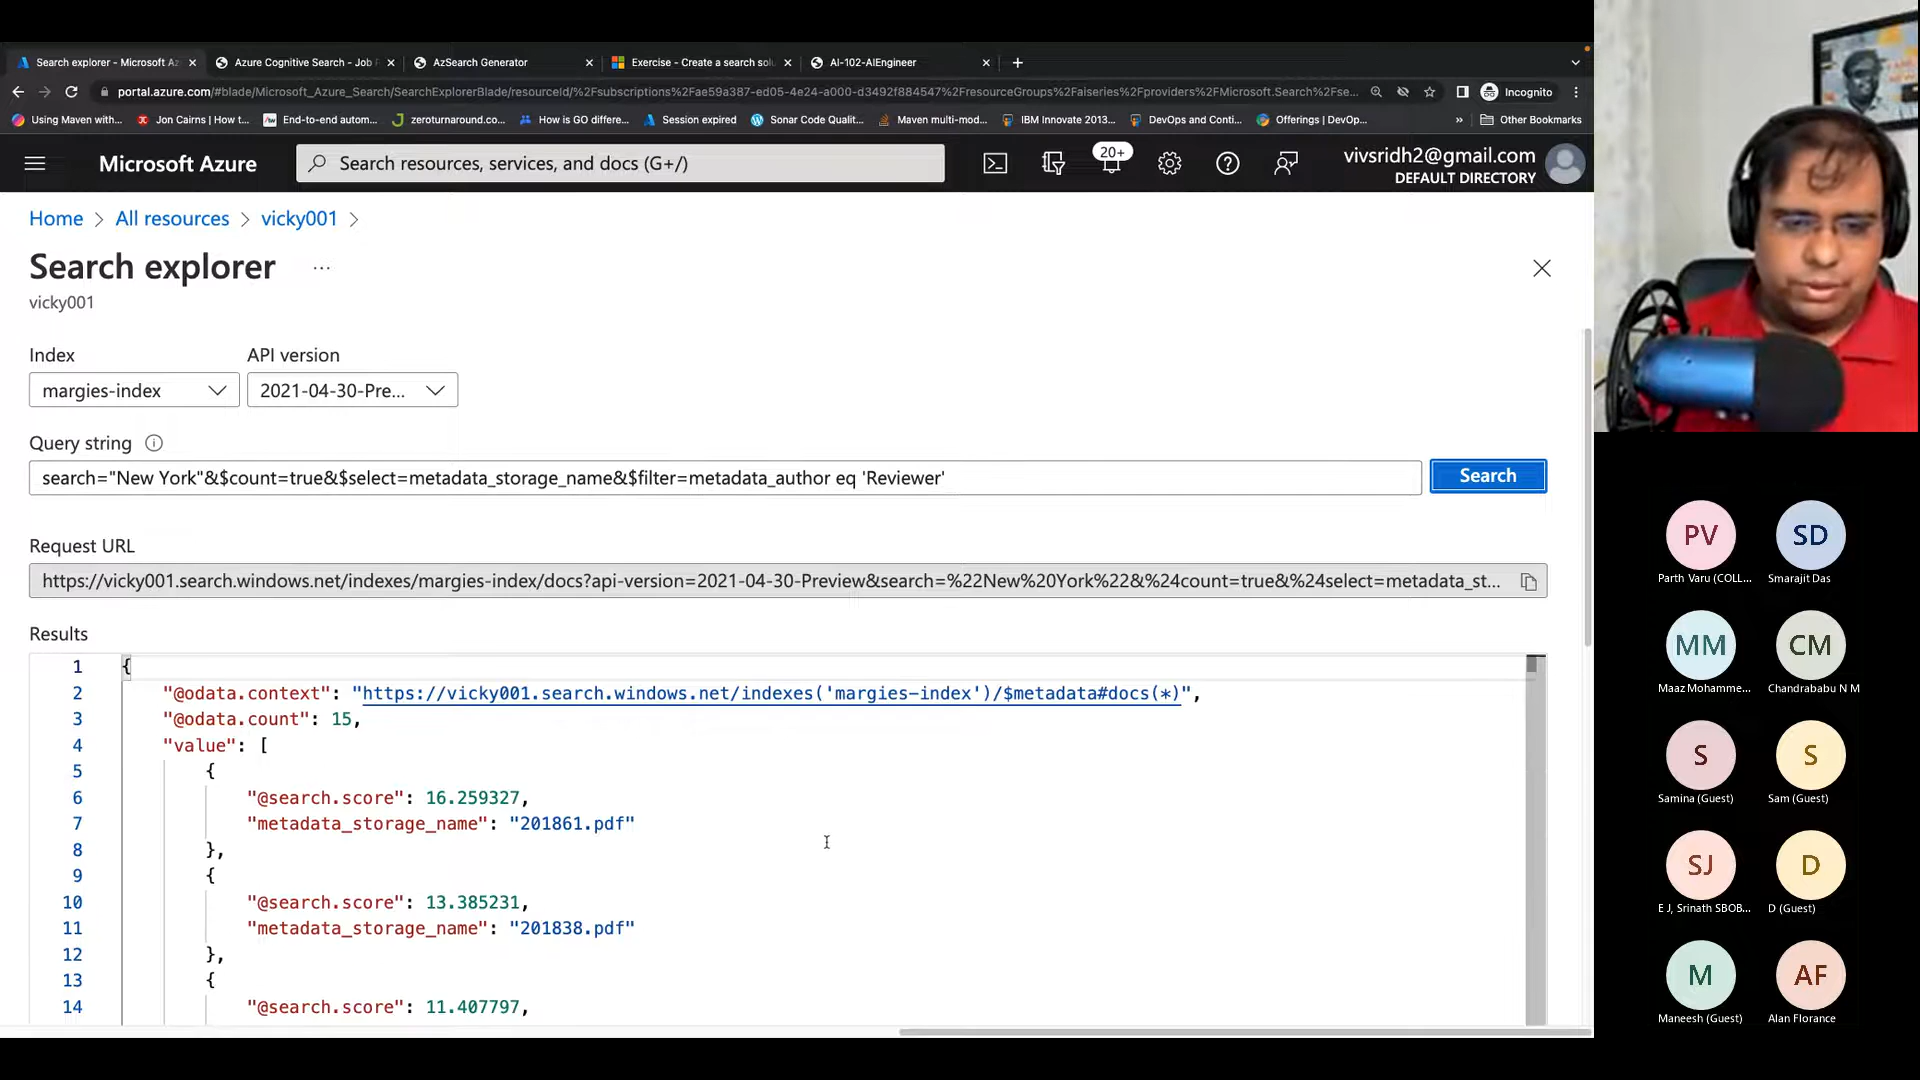 Search explorer - Microsoft Az
Azure Cognitive Search - Job
AzSearch Generator
Exercise - Create a search solu
AI-102-AIEngineer
portal.azure.com/#blade/Microsoft_Azure_Search/SearchExplorerBlade/resourceId/%2Fsubscriptions%2Fae59a387-ed05-4e24-a000-d3492f884547%2FresourceGroups%2Faiseries%2Fproviders%2FMicrosoft.Search%2Fse...
Incognito
Using Maven with...
Jon Cairns | How t...
End-to-end autom...
zeroturnaround.co...
How is GO differe...
Session expired
Sonar Code Qualit...
Maven multi-mod...
IBM Innovate 2013...
DevOps and Conti...
Offerings | DevOp...
»
Other Bookmarks
Microsoft Azure
Search resources, services, and docs (G+/)
20+
vivsridh2@gmail.com
DEFAULT DIRECTORY
Home > All resources > vicky001 >
Search explorer ...
vicky001
Index
API version
margies-index
2021-04-30-Pre...
Query string
search="New York"&$count=true&$select=metadata_storage_name&$filter=metadata_author eq 'Reviewer'
Search
Request URL
https://vicky001.search.windows.net/indexes/margies-index/docs?api-version=2021-04-30-Preview&search=%22New%20York%22&%24count=true&%24select=metadata_st...
Results
1 {
2 "@odata.context": "https://vicky001.search.windows.net/indexes('margies-index')/$metadata#docs(*)",
3 "@odata.count": 15,
4 "value": [
5 {
6 "@search.score": 16.259327,
7 "metadata_storage_name": "201861.pdf"
8 },
9 {
10 "@search.score": 13.385231,
11 "metadata_storage_name": "201838.pdf"
12 },
13 {
14 "@search.score": 11.407797,
PV
SD
Parth Varu (COLL...
Smarajit Das
MM
CM
Maaz Mohamme...
Chandrababu N M
S
S
Samina (Guest)
Sam (Guest)
SJ
D
E J, Srinath SBOB...
D (Guest)
M
AF
Maneesh (Guest)
Alan Florance